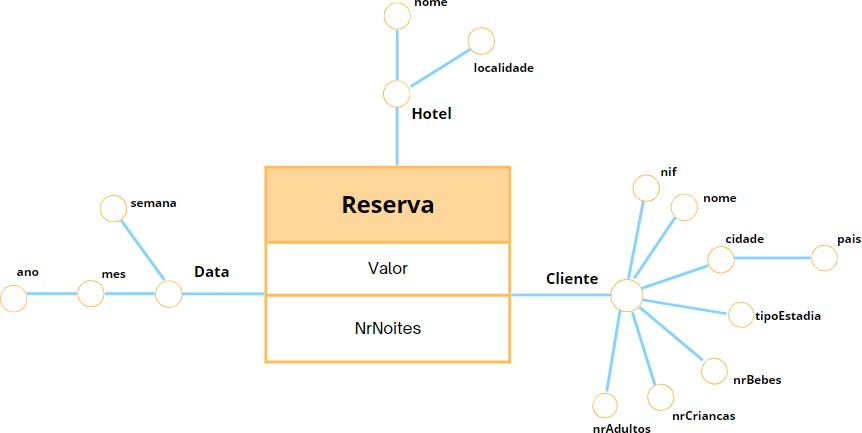 nome
localidade
Hotel
nif
semana
Reserva
nome
cidade
pais
ano
mes
Data
Valor
Cliente
tipoEstadia
NrNoites
nrBebes
nrCriancas
nrAdultos